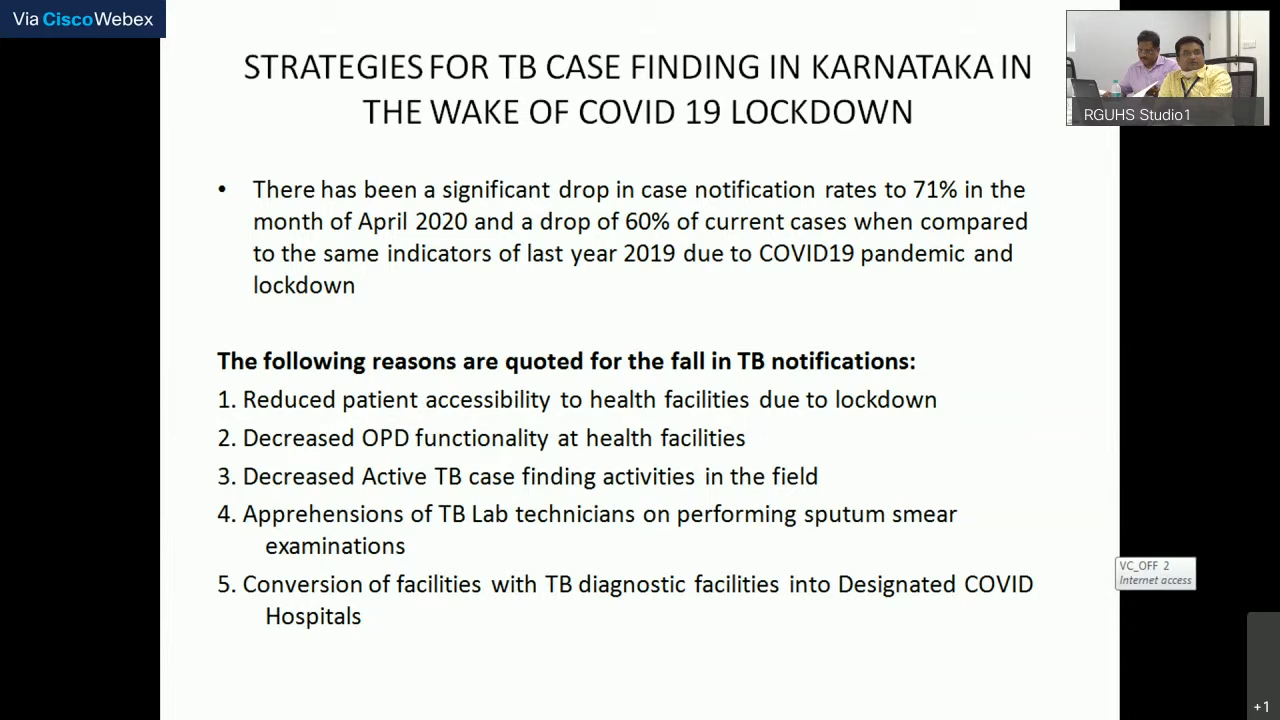 Via CiscoWebex
STRATEGIES FOR TB CASE FINDING IN KARNATAKA IN
THE WAKE OF COVID 19 LOCKDOWN
RGUHS Studio1
• There has been a significant drop in case notification rates to 71% in the
month of April 2020 and a drop of 60% of current cases when compared
to the same indicators of last year 2019 due to COVID19 pandemic and
lockdown
The following reasons are quoted for the fall in TB notifications:
1. Reduced patient accessibility to health facilities due to lockdown
2. Decreased OPD functionality at health facilities
3. Decreased Active TB case finding activities in the field
4. Apprehensions of TB Lab technicians on performing sputum smear
examinations
5. Conversion of facilities with TB diagnostic facilities into Designated COVID
Hospitals
VC_OFF 2
Internet access
+1